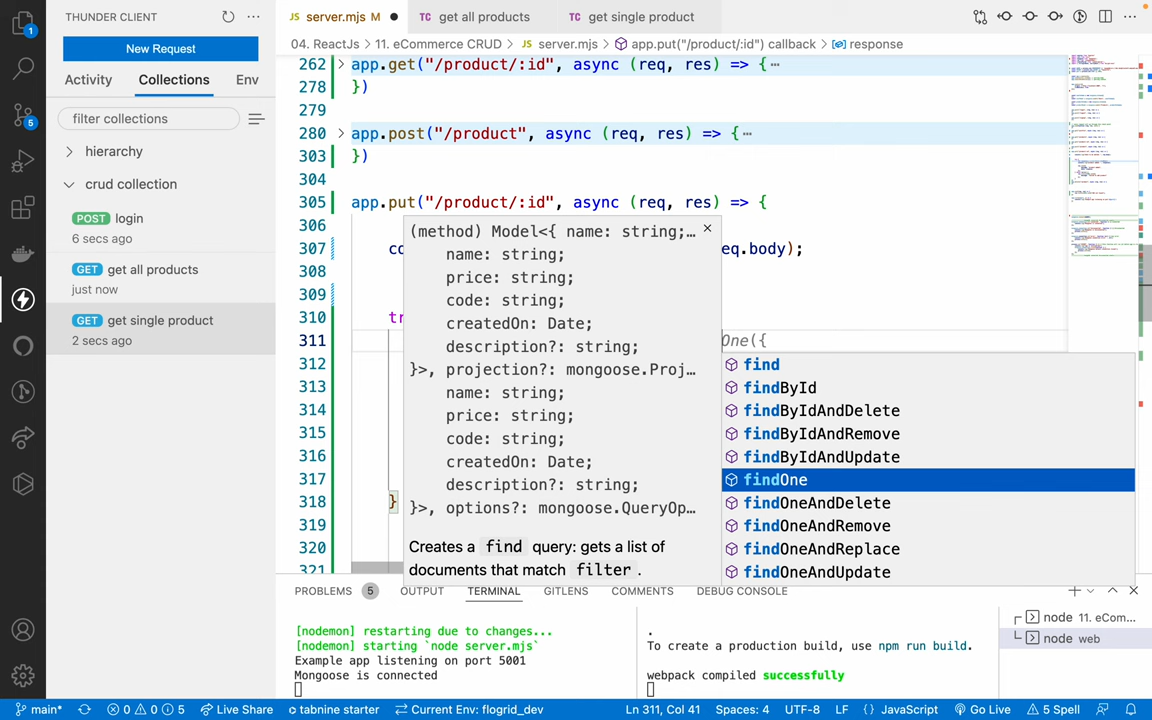 THUNDER CLIENT
New Request
Activity
Collections
Env
filter collections
hierarchy
crud collection
POST login
6 secs ago
GET get all products
just now
GET get single product
2 secs ago
JS server.mjs M
TC get all products
TC get single product
04. ReactJs > 11. eCommerce CRUD > JS server.mjs > app.put("/product/:id") callback > response
262 app.get("/product/:id", async (req, res) => {
278 })
279
280 app.post("/product", async (req, res) => {
303 })
304
305 app.put("/product/:id", async (req, res) => {
306
307 co eq.body);
308
309
310 tr
311 One({
312
313
314
315
316
317
318 }
319
320
321
(method) Model<{ name: string;…
name: string;
price: string;
code: string;
createdOn: Date;
description?: string;
}>, projection?: mongoose.Proj…
name: string;
price: string;
code: string;
createdOn: Date;
description?: string;
}>, options?: mongoose.QueryOp…
Creates a find query: gets a list of
documents that match filter.
find
findById
findByIdAndDelete
findByIdAndRemove
findByIdAndUpdate
findOne
findOneAndDelete
findOneAndRemove
findOneAndReplace
findOneAndUpdate
PROBLEMS 5 OUTPUT TERMINAL GITLENS COMMENTS DEBUG CONSOLE
[nodemon] restarting due to changes...
[nodemon] starting `node server.mjs`
Example app listening on port 5001
Mongoose is connected
.
To create a production build, use npm run build.
webpack compiled successfully
node 11. eCom...
node web
1
5
main* 0 0 5 Live Share tabnine starter Current Env: flogrid_dev Ln 311, Col 41 Spaces: 4 UTF-8 LF {} JavaScript Go Live 5 Spell